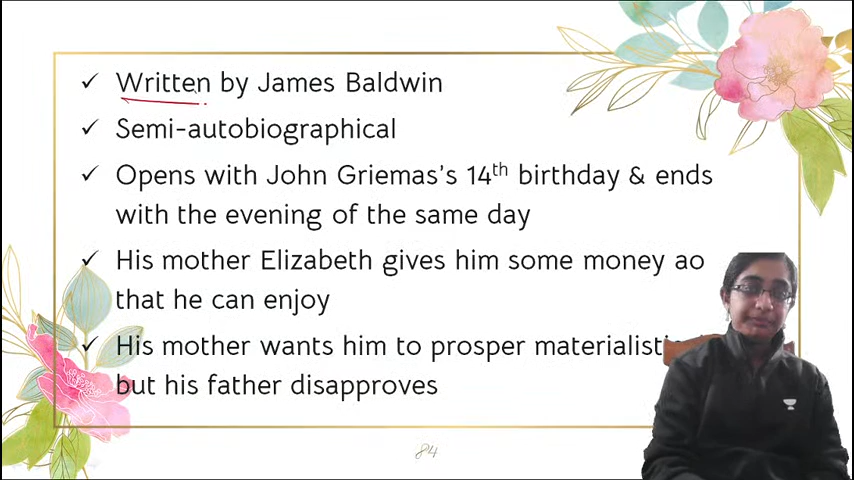 ✓ Written by James Baldwin
✓ Semi-autobiographical
✓ Opens with John Griemas's 14th birthday & ends
with the evening of the same day
✓ His mother Elizabeth gives him some money ao
that he can enjoy
✓ His mother wants him to prosper
but his father disapproves
84